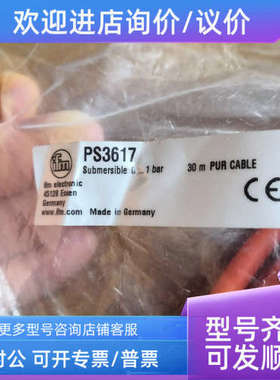 欢迎进店询价/议价
ifm
PS3617
Submersible 0...1 bar
30 m PUR CABLE
ifm electronic
45128 Essen
Germany
www.ifm.com
Made in Germany
CE
更多型号咨询店铺客服
对公 可开专票/普票
型号齐
可发顺